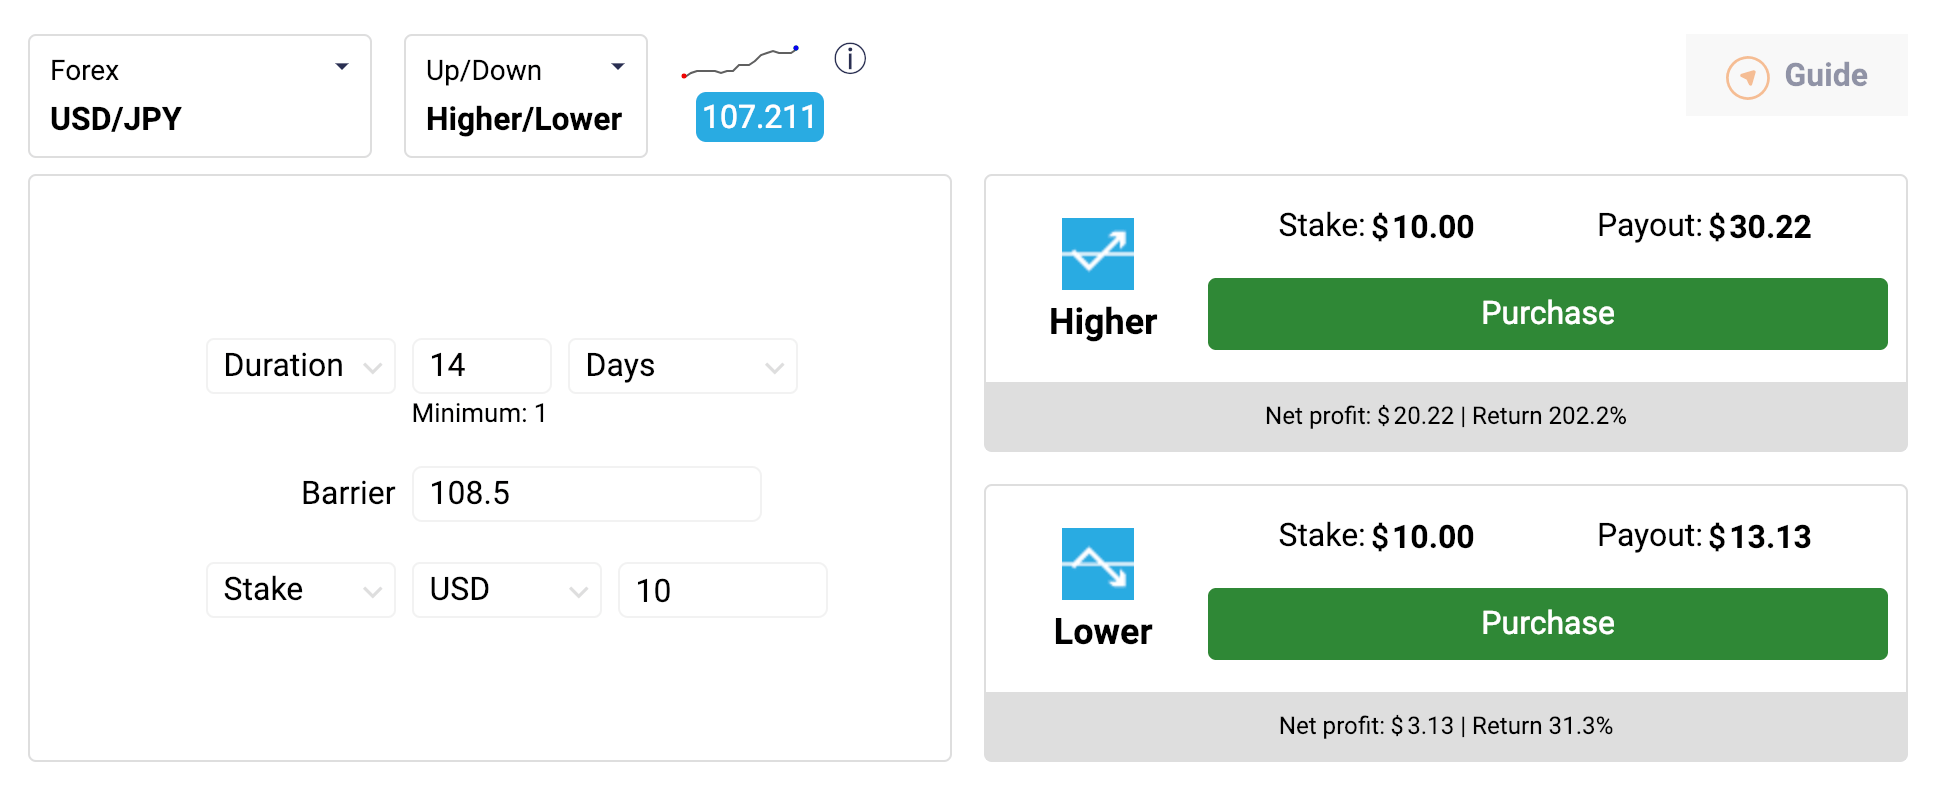 Forex
USD/JPY
Up/Down
Higher/Lower
107.211
i
Guide
Duration
14
Days
Minimum: 1
Barrier
108.5
Stake
USD
10
Stake: $10.00
Payout: $30.22
Higher
Purchase
Net profit: $20.22 | Return 202.2%
Stake: $10.00
Payout: $13.13
Lower
Purchase
Net profit: $3.13 | Return 31.3%